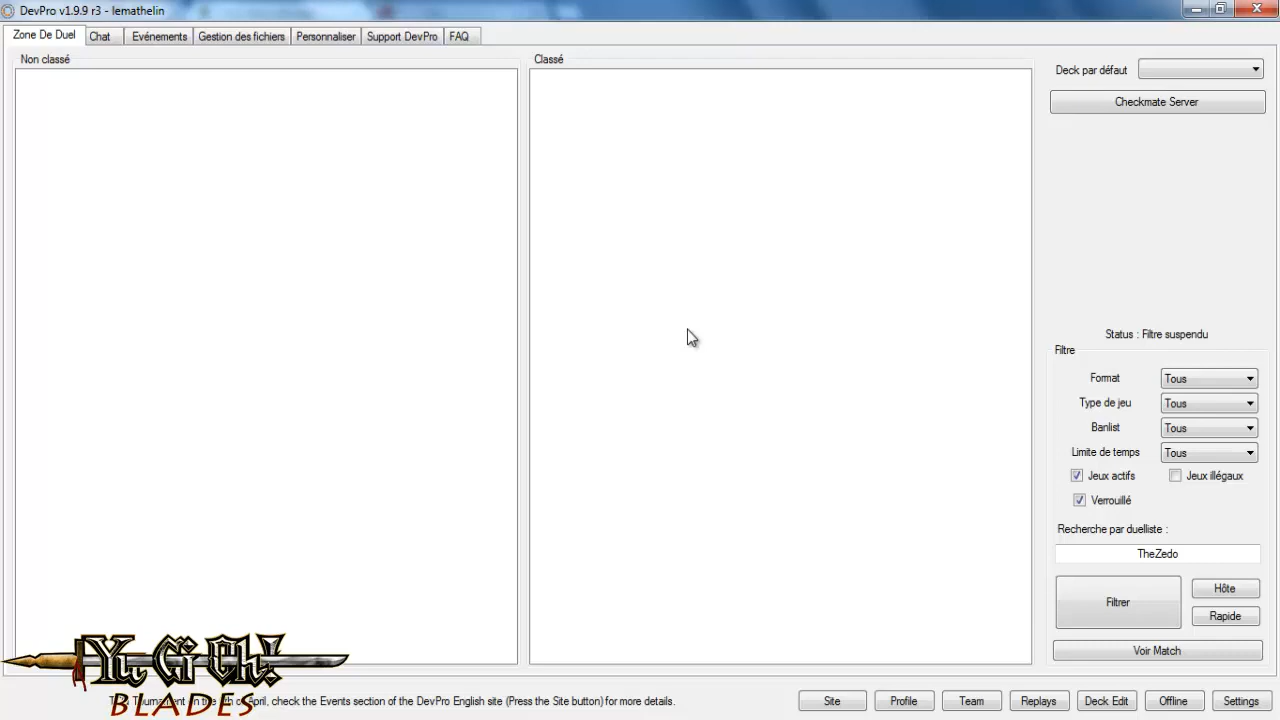 DevPro v1.9.9 r3 - lemathelin
Zone De Duel Chat Evénements Gestion des fichiers Personnaliser Support DevPro FAQ
Non classé
Classé
Deck par défaut
Checkmate Server
Status : Filtre suspendu
Filtre
Format Tous
Type de jeu Tous
Banlist Tous
Limite de temps Tous
Jeux actifs Jeux illégaux
Verrouillé
Recherche par duelliste :
TheZedo
Filtrer
Hôte
Rapide
Voir Match
Yu Gi Oh!
BLADES
April, check the Events section of the DevPro English site (Press the Site button) for more details.
Site Profile Team Replays Deck Edit Offline Settings